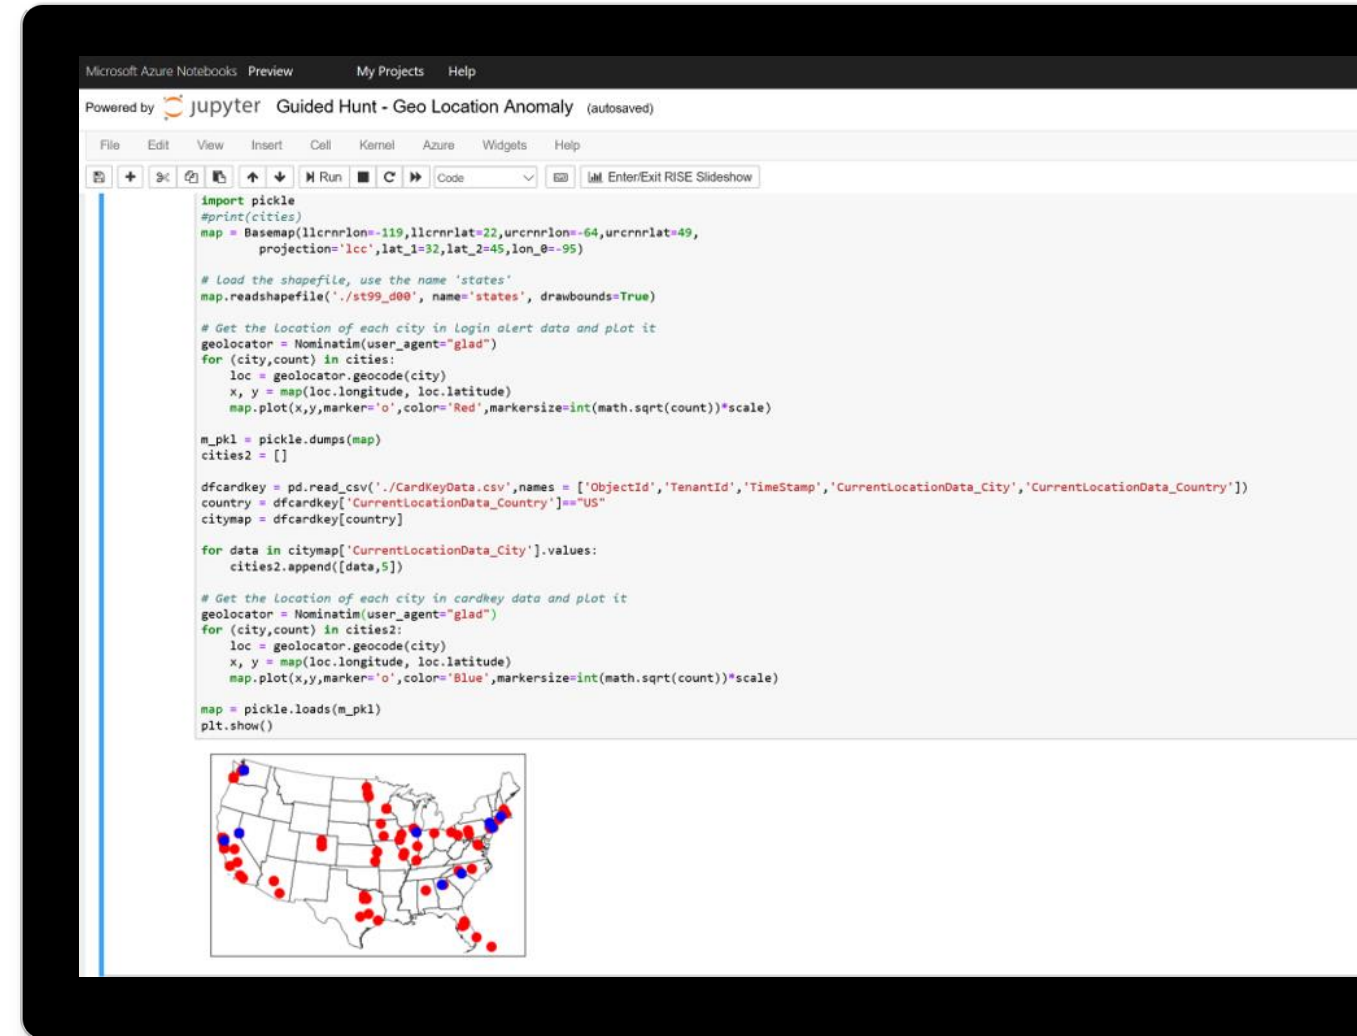 Microsoft Azure Notebooks Preview My Projects Help
Powered by jupyter Guided Hunt - Geo Location Anomaly (autosaved)
File Edit View Insert Cell Kernel Azure Widgets Help
Run Code Enter/Exit RISE Slideshow
import pickle
#print(cities)
map = Basemap(llcrnrlon=-119,llcrnrlat=22,urcrnrlon=-64,urcrnrlat=49,
        projection='lcc',lat_1=32,lat_2=45,lon_0=-95)
# Load the shapefile, use the name 'states'
map.readshapefile('./st99_d00', name='states', drawbounds=True)
# Get the location of each city in login alert data and plot it
geolocator = Nominatim(user_agent="glad")
for (city,count) in cities:
    loc = geolocator.geocode(city)
    x, y = map(loc.longitude, loc.latitude)
    map.plot(x,y,marker='o',color='Red',markersize=int(math.sqrt(count))*scale)
m_pkl = pickle.dumps(map)
cities2 = []
dfcardkey = pd.read_csv('./CardKeyData.csv',names = ['ObjectId','TenantId','TimeStamp','CurrentLocationData_City','CurrentLocationData_Country'])
country = dfcardkey['CurrentLocationData_Country']=="US"
citymap = dfcardkey[country]
for data in citymap['CurrentLocationData_City'].values:
    cities2.append([data,5])
# Get the location of each city in cardkey data and plot it
geolocator = Nominatim(user_agent="glad")
for (city,count) in cities2:
    loc = geolocator.geocode(city)
    x, y = map(loc.longitude, loc.latitude)
    map.plot(x,y,marker='o',color='Blue',markersize=int(math.sqrt(count))*scale)
map = pickle.loads(m_pkl)
plt.show()